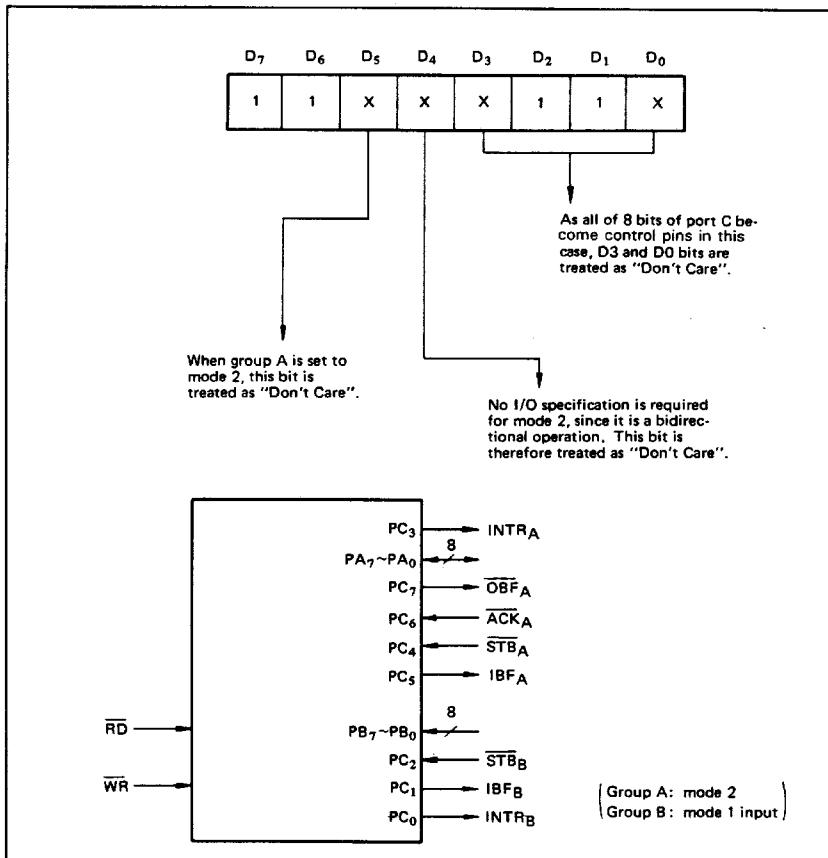 D7 D6 D5 D4 D3 D2 D1 D0
1 1 X X X 1 1 X
As all of 8 bits of port C be-
come control pins in this
case, D3 and D0 bits are
treated as "Don't Care".
When group A is set to
mode 2, this bit is
treated as "Don't Care".
No I/O specification is required
for mode 2, since it is a bidirec-
tional operation. This bit is
therefore treated as "Don't Care".
PC3 INTRA
PA7~PA0 8
PC7 OBFA
PC6 ACKA
PC4 STBA
PC5 IBFA
RD
PB7~PB0 8
PC2 STBB
WR
PC1 IBFB
PC0 INTRB
(Group A: mode 2
Group B: mode 1 input)